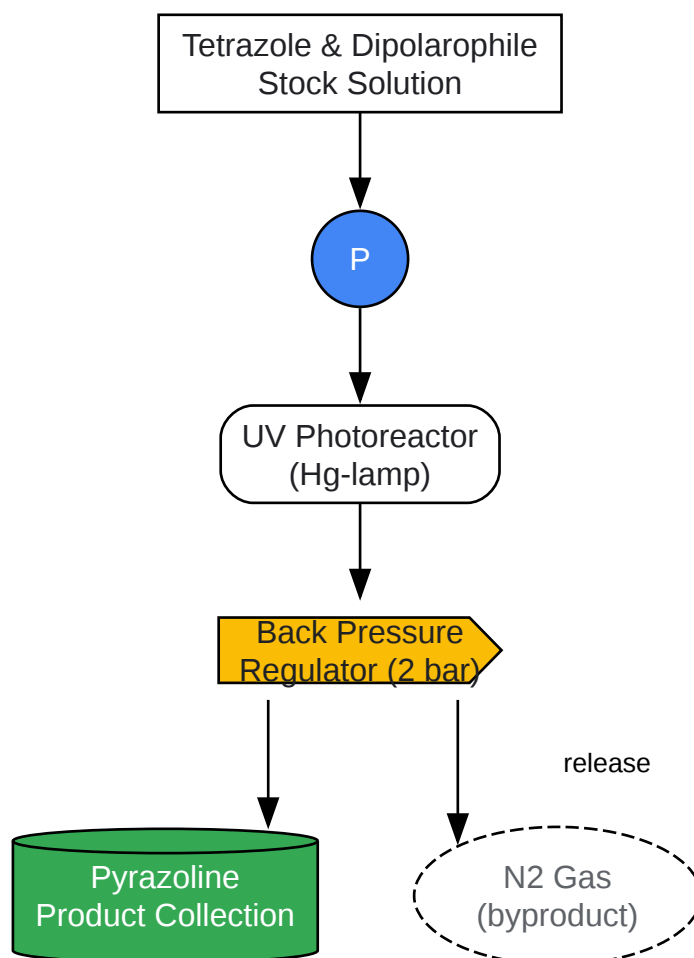 Tetrazole & Dipolarophile
Stock Solution
P
UV Photoreactor
(Hg-lamp)
Back Pressure
Regulator (2 bar)
release
Pyrazoline
Product Collection
N2 Gas
(byproduct)